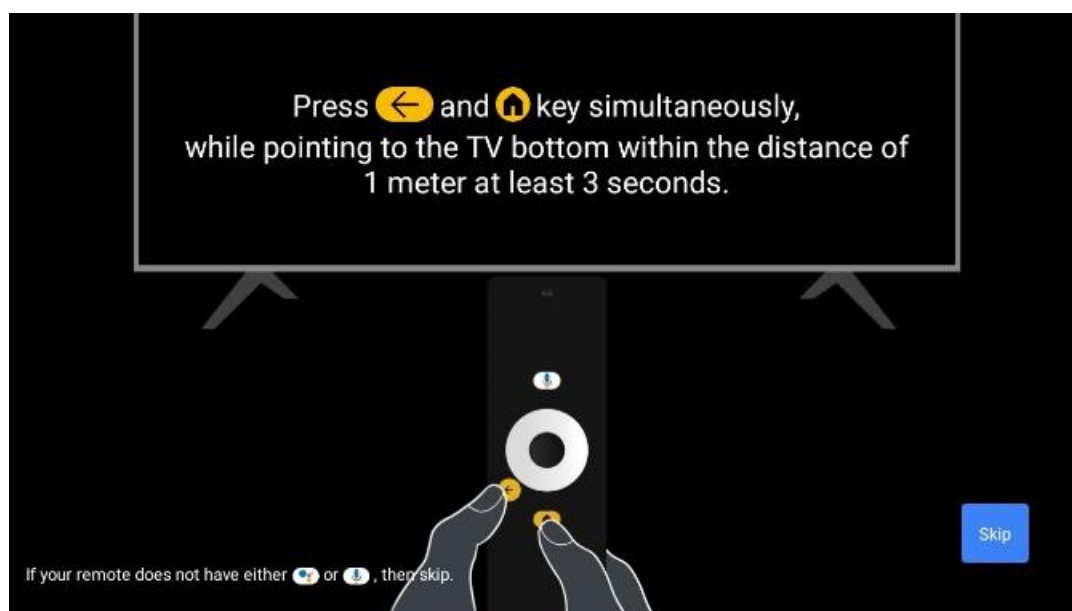 Press and key simultaneously,
while pointing to the TV bottom within the distance of
1 meter at least 3 seconds.
Skip
If your remote does not have either or , then skip.